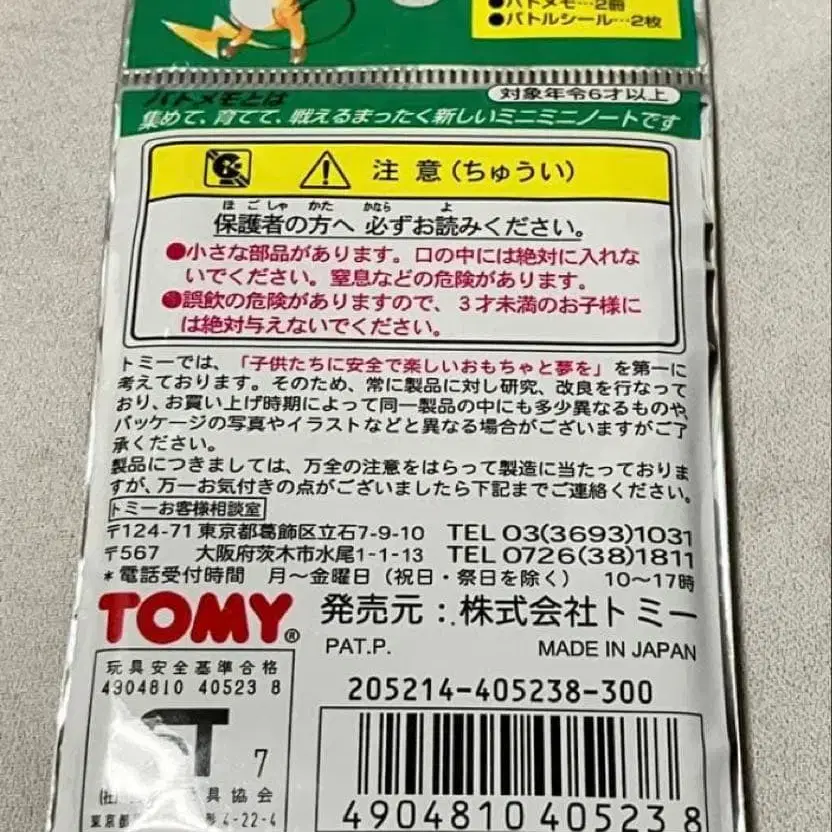 ●バトメモ…2冊
●バトルシール…2枚
バトメモとは
対象年令6才以上
集めて、育てて、戦えるまったく新しいミニミニノートです
注意(ちゅうい)
ほごしゃ かた かなら よ
保護者の方へ 必ずお読みください。
●小さな部品があります。口の中には絶対に入れな
いでください。窒息などの危険があります。
●誤飲の危険がありますので、3才未満のお子様に
は絶対与えないでください。
トミーでは、「子供たちに安全で楽しいおもちゃと夢を」を第一に
考えております。そのため、常に製品に対し研究、改良を行なって
おり、お買い上げ時期によって同一製品の中にも多少異なるものや、
パッケージの写真やイラストなどと異なる場合がございますがご了
承ください。
製品につきましては、万全の注意をはらって製造に当たっておりま
すが、万一お気付きの点がございましたら下記までご連絡ください。
トミーお客様相談室
〒124-71 東京都葛飾区立石7-9-10 TEL 03(3693)1031
〒567 大阪府茨木市水尾1-1-13 TEL 0726(38)1811
*電話受付時間 月〜金曜日(祝日・祭日を除く) 10〜17時
TOMY® 発売元:株式会社トミー
PAT.P. MADE IN JAPAN
玩具安全基準合格
4904810 40523 8
ST 7
(社) 具協会
東京都 形4-22-4
205214-405238-300
4904810 405238